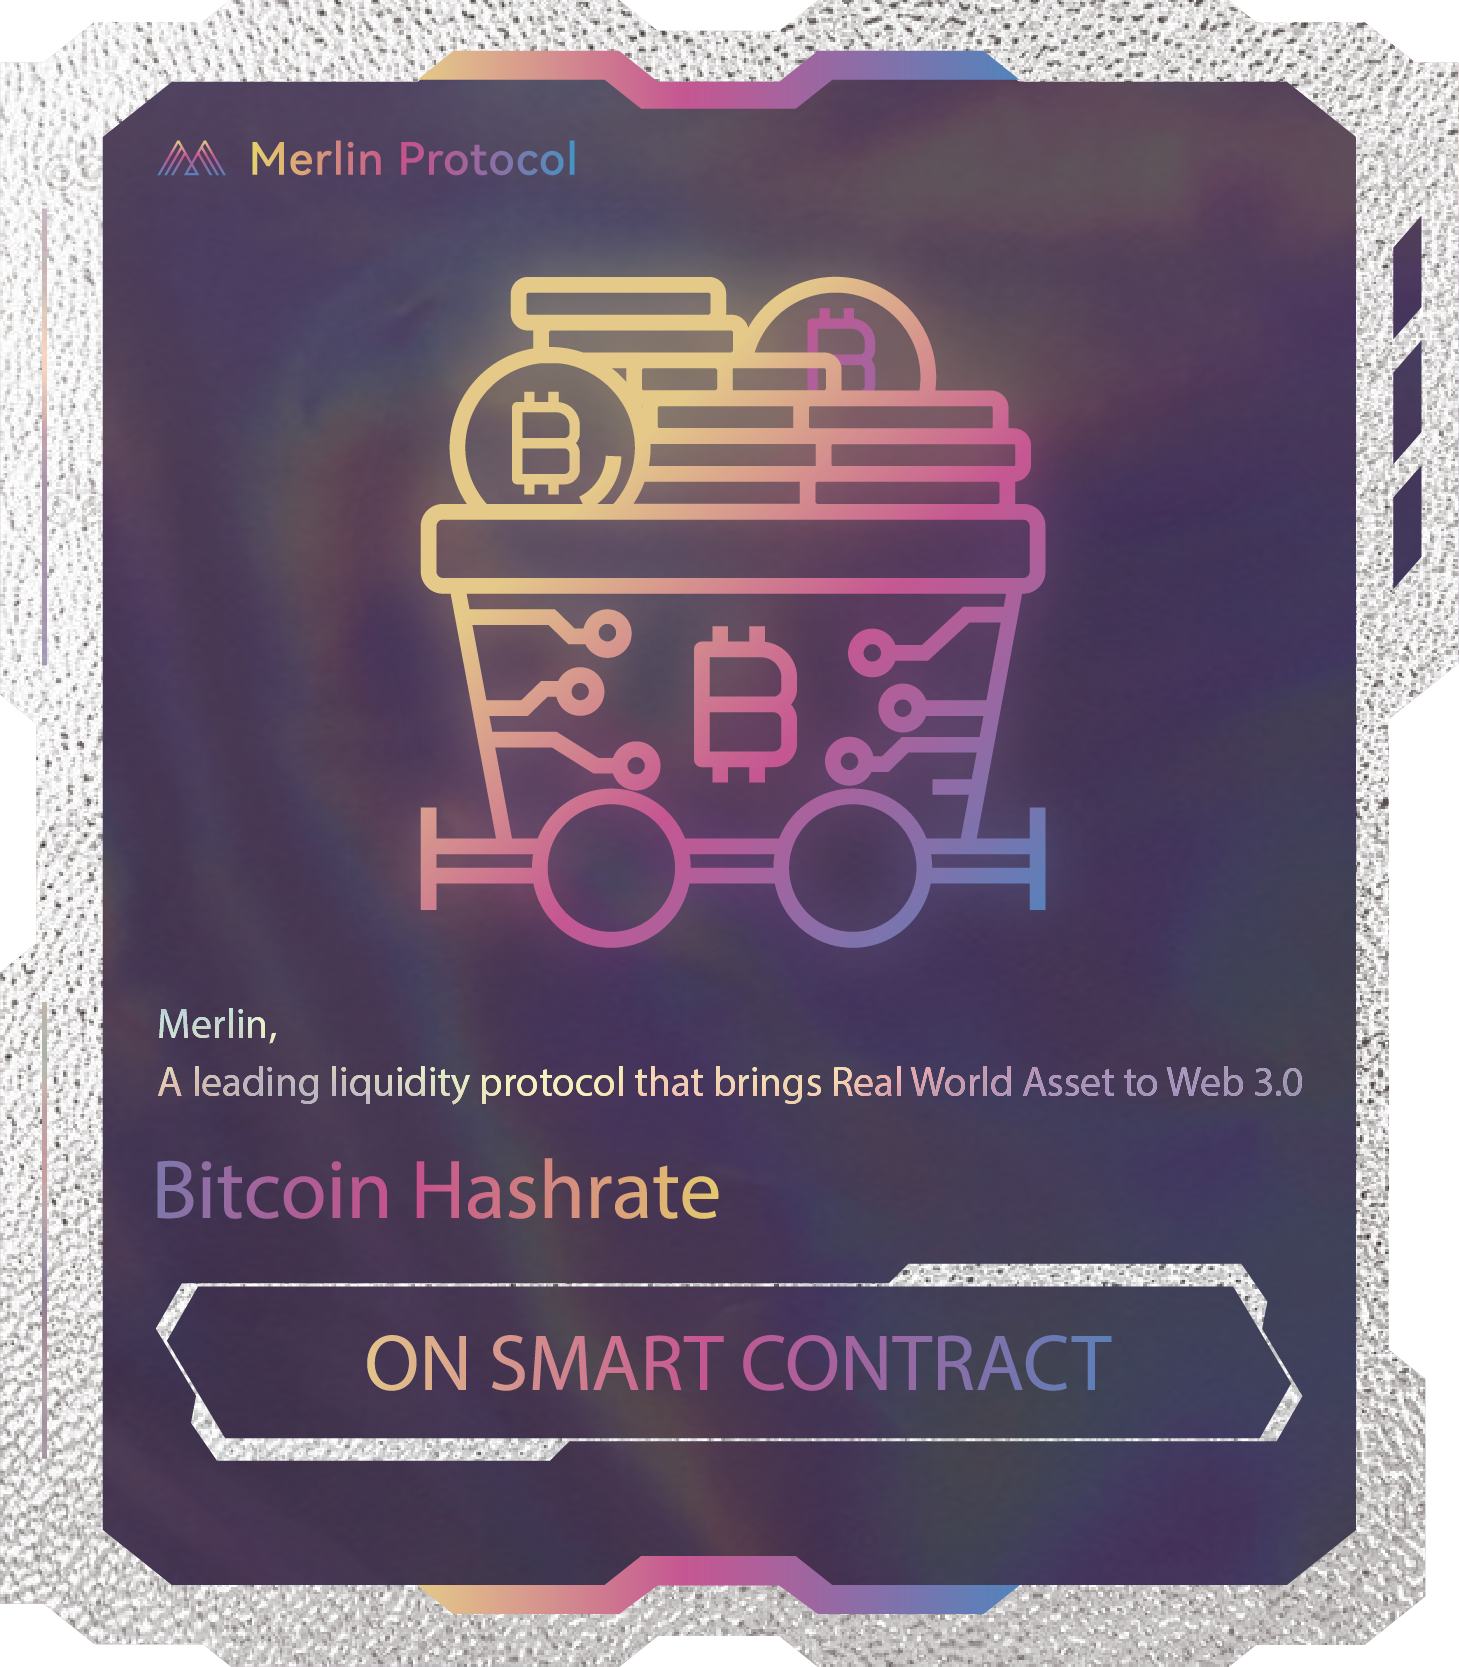 Merlin Protocol
Merlin,
A leading liquidity protocol that brings Real World Asset to Web 3.0
Bitcoin Hashrate
ON SMART CONTRACT